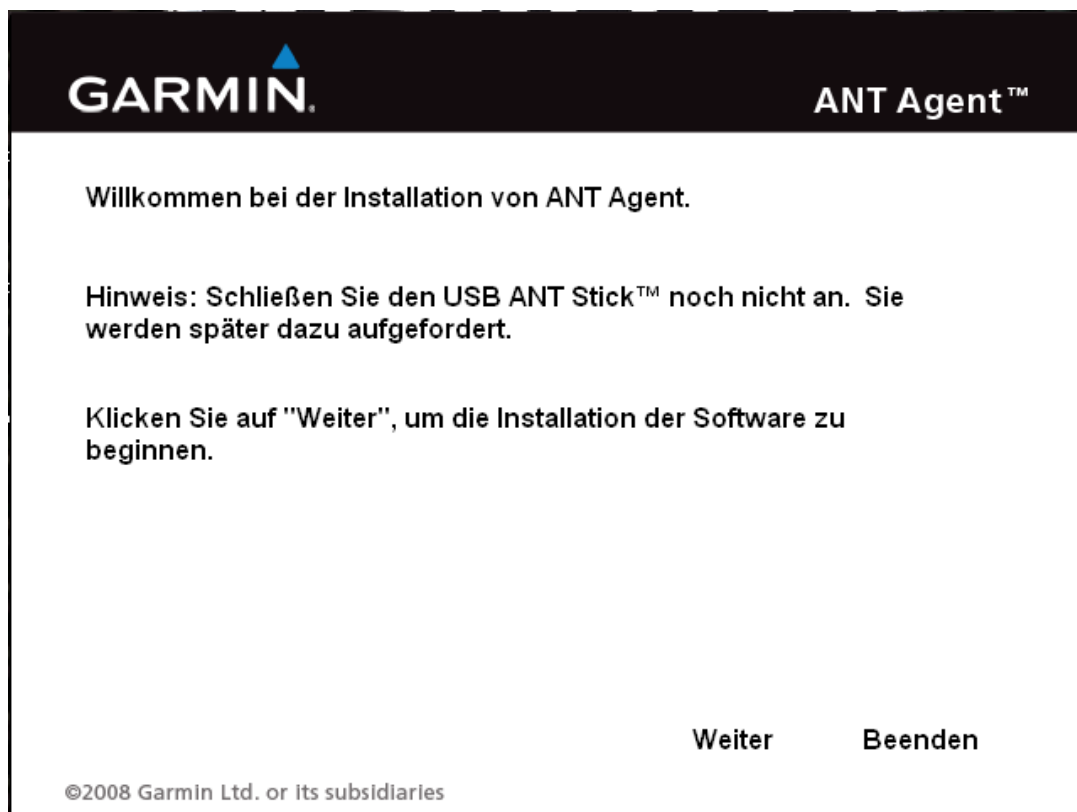 GARMIN.
ANT Agent™
Willkommen bei der Installation von ANT Agent.
Hinweis: Schließen Sie den USB ANT Stick™ noch nicht an.  Sie
werden später dazu aufgefordert.
Klicken Sie auf "Weiter", um die Installation der Software zu
beginnen.
Weiter
Beenden
©2008 Garmin Ltd. or its subsidiaries